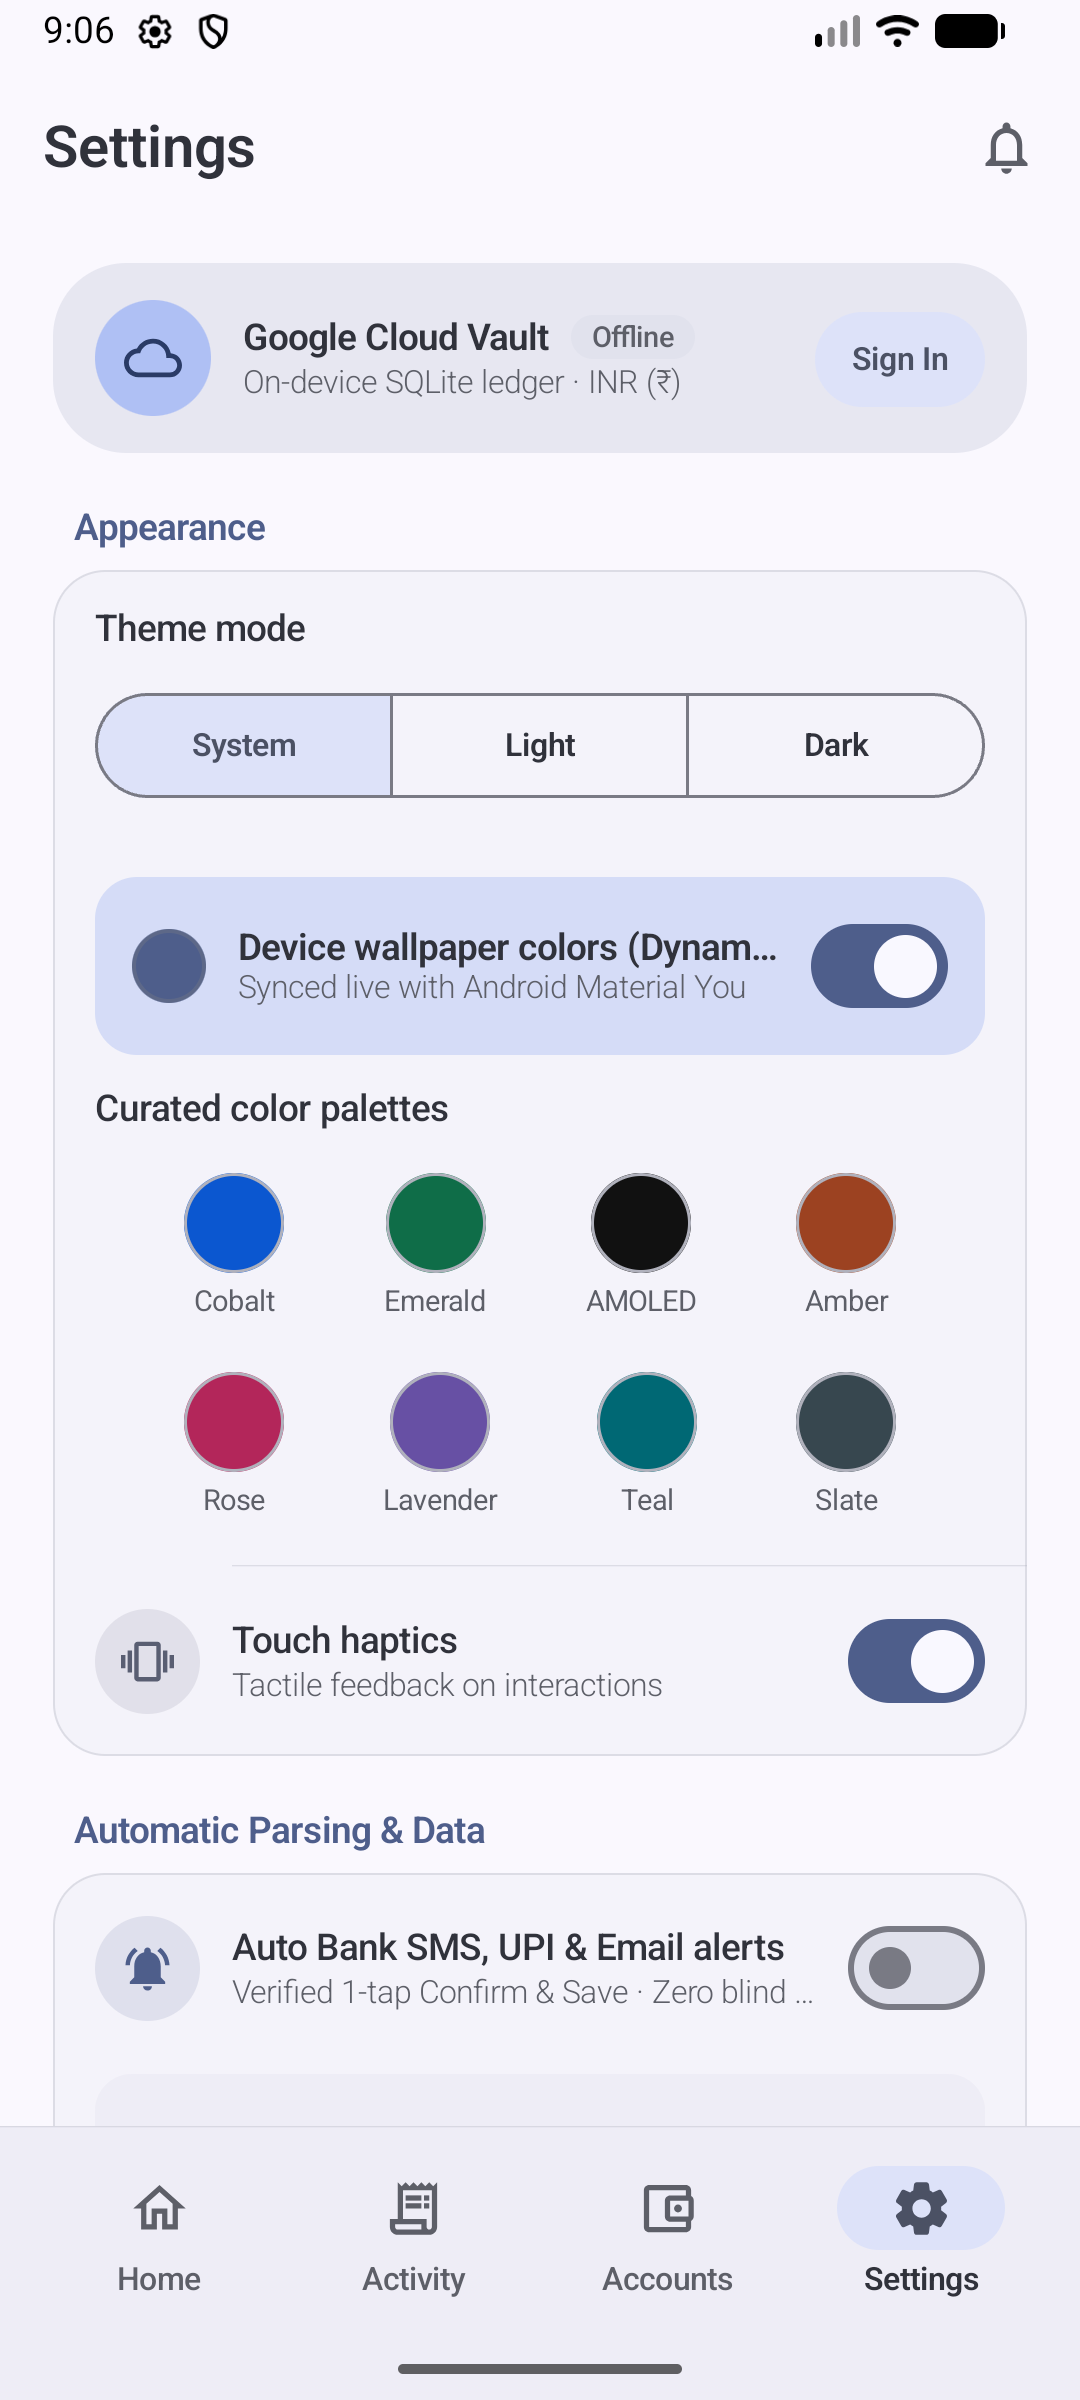 9:06
Settings
Google Cloud Vault Offline
On-device SQLite ledger · INR (₹)
Sign In
Appearance
Theme mode
System Light Dark
Device wallpaper colors (Dynam...
Synced live with Android Material You
Curated color palettes
Cobalt Emerald AMOLED Amber
Rose Lavender Teal Slate
Touch haptics
Tactile feedback on interactions
Automatic Parsing & Data
Auto Bank SMS, UPI & Email alerts
Verified 1-tap Confirm & Save · Zero blind ...
Home Activity Accounts Settings